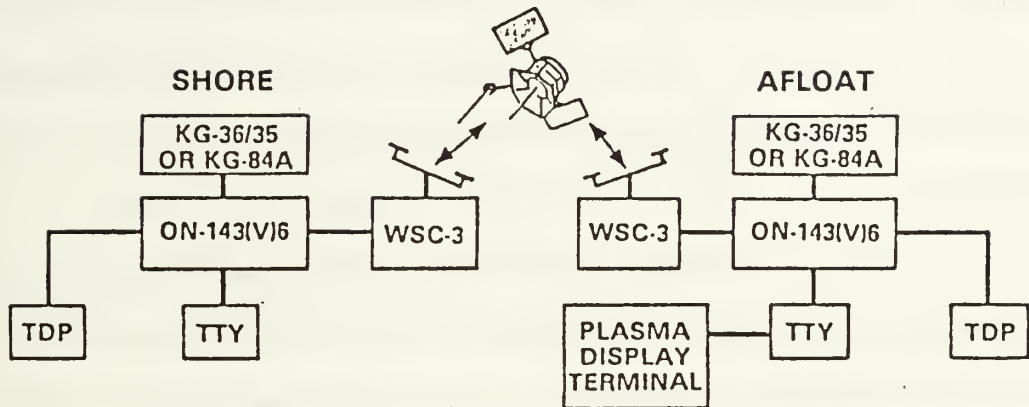 SHORE
AFLOAT
KG-36/35
OR KG-84A
ON-143(V)6
WSC-3
TDP
TTY
KG-36/35
OR KG-84A
WSC-3
ON-143(V)6
PLASMA
DISPLAY
TERMINAL
TTY
TDP